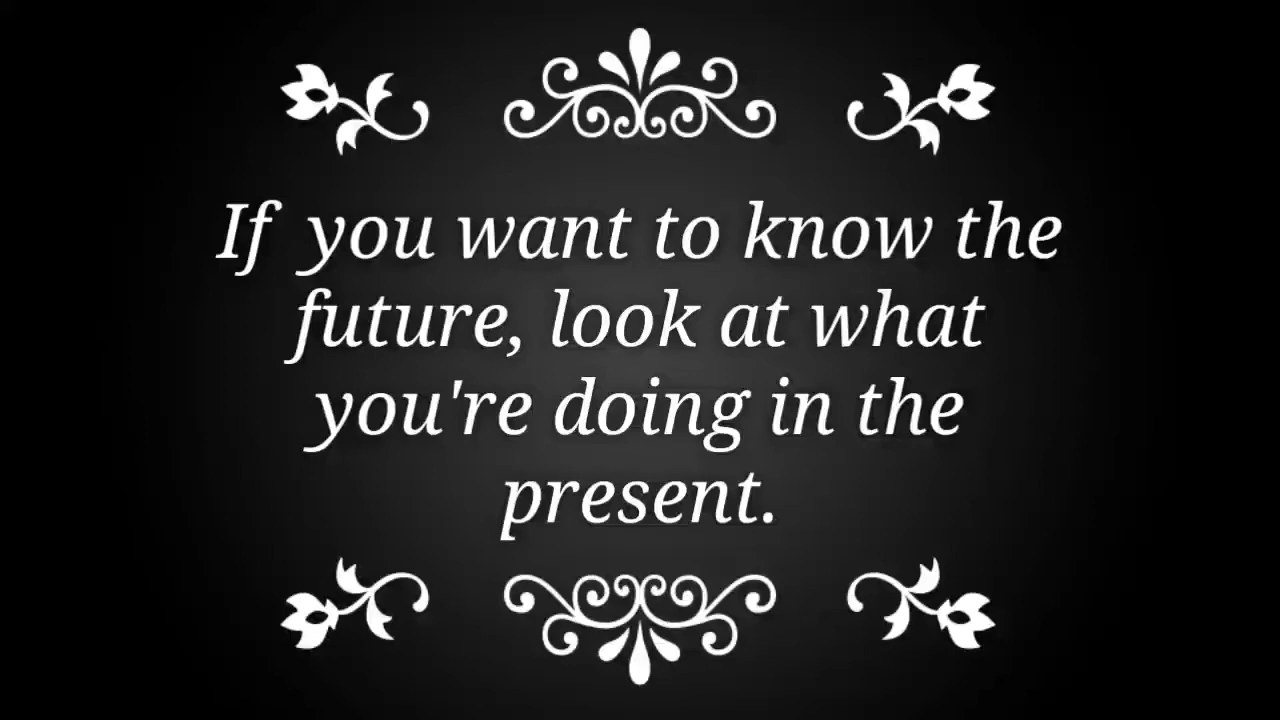 If you want to know the
future, look at what
you're doing in the
present.